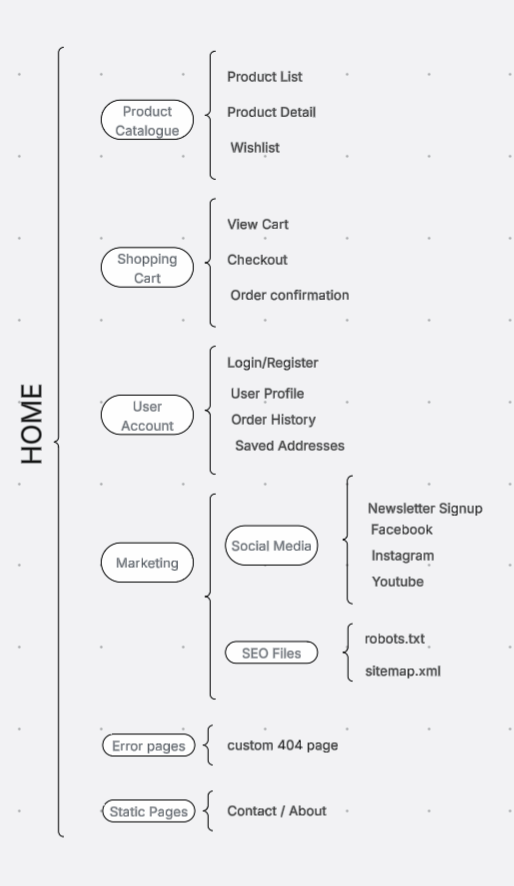 HOME
Product
Catalogue
Product List
Product Detail
Wishlist
Shopping
Cart
View Cart
Checkout
Order confirmation
User
Account
Login/Register
User Profile
Order History
Saved Addresses
Marketing
Social Media
Newsletter Signup
Facebook
Instagram
Youtube
SEO Files
robots.txt
sitemap.xml
Error pages
custom 404 page
Static Pages
Contact / About